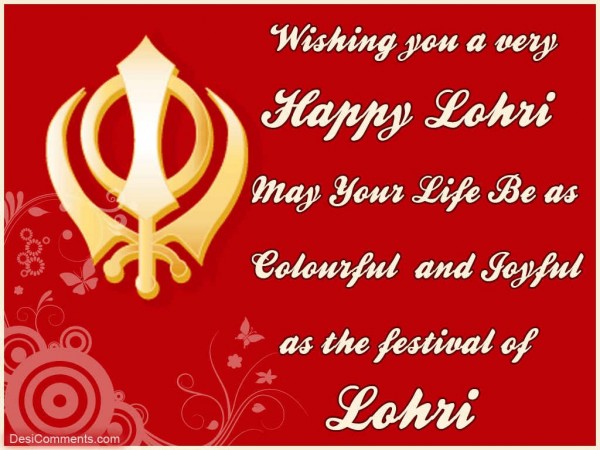 Wishing you a very
Happy Lohri
May Your Life Be as
Colourful and Joyful
as the festival of
Lohri
DesiComments.com